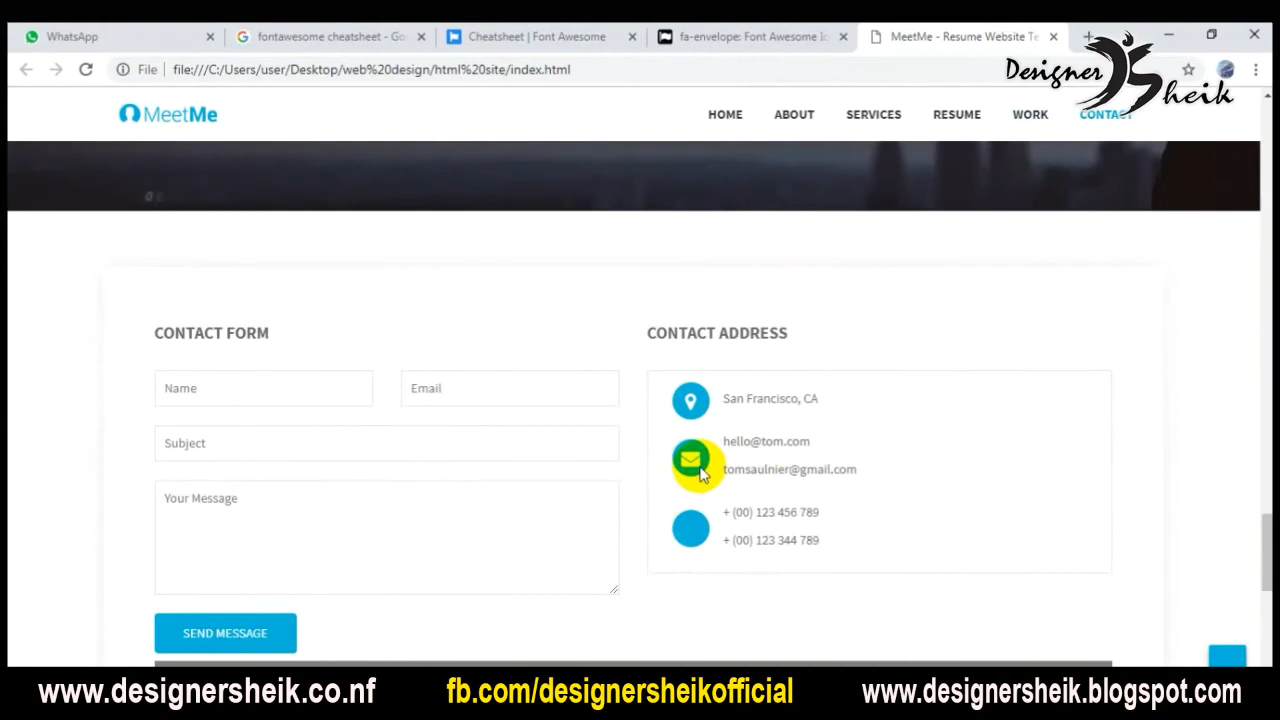 WhatsApp
fontawesome cheatsheet - Go
Cheatsheet | Font Awesome
fa-envelope: Font Awesome Ic
MeetMe - Resume Website Te
File
file:///C:/Users/user/Desktop/web%20design/html%20site/index.html
Designer
Sheik
MeetMe
HOME
ABOUT
SERVICES
RESUME
WORK
CONTACT
CONTACT FORM
Name
Email
Subject
Your Message
SEND MESSAGE
CONTACT ADDRESS
San Francisco, CA
hello@tom.com
tomsaulnier@gmail.com
+ (00) 123 456 789
+ (00) 123 344 789
www.designersheik.co.nf
fb.com/designersheikofficial
www.designersheik.blogspot.com